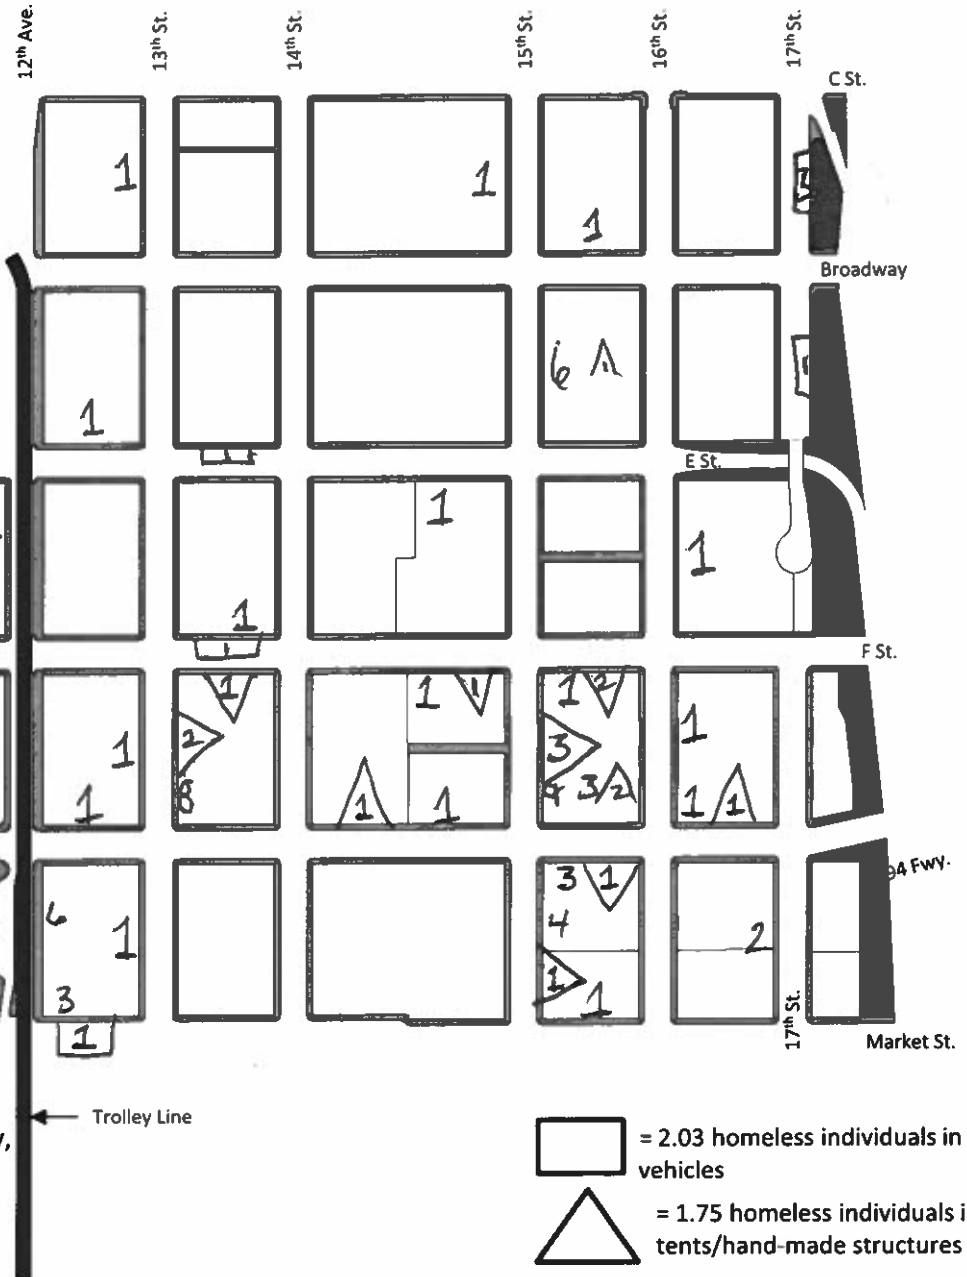 12th Ave.
13th St.
14th St.
15th St.
16th St.
17th St.
C St.
1
1
1
Broadway
1
6
1
E St.
1
1
1
1
F St.
1
1
1
2
8
1
1
1
1
1
2
3
3
2
1
1
1
1
94 Fwy.
6
1
3
1
3
1
4
1
1
2
17th St.
Market St.
Trolley Line
= 2.03 homeless individuals in
vehicles
= 1.75 homeless individuals i
tents/hand-made structures